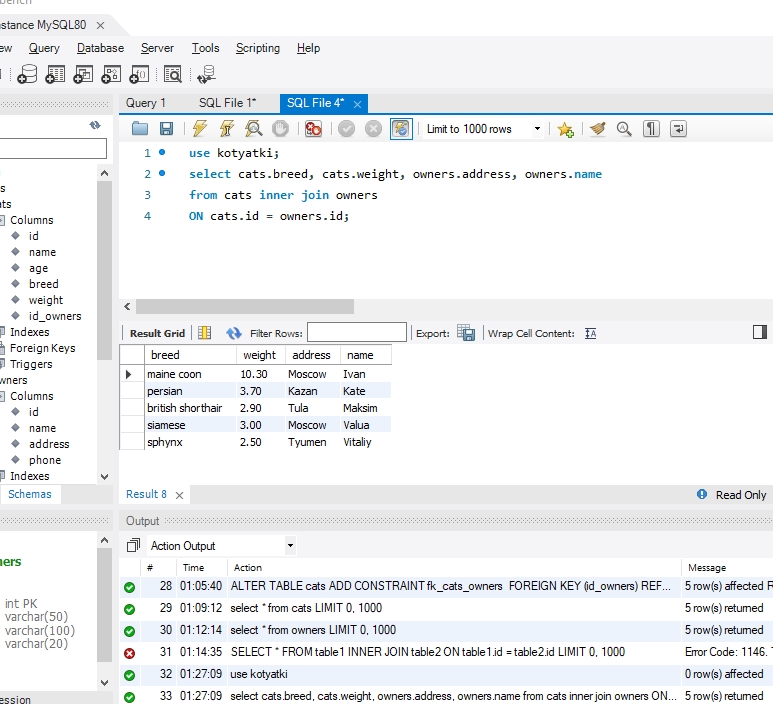 stance MySQL80
Query Database Server Tools Scripting Help
Query 1 SQL File 1* SQL File 4*
Limit to 1000 rows
1 use kotyatki;
2 select cats.breed, cats.weight, owners.address, owners.name
3 from cats inner join owners
4 ON cats.id = owners.id;
ats
Columns
id
name
age
breed
weight
id_owners
Indexes
Foreign Keys
Triggers
wners
Columns
id
name
address
phone
Indexes
Schemas
Result Grid Filter Rows: Export: Wrap Cell Content:
breed weight address name
maine coon 10.30 Moscow Ivan
persian 3.70 Kazan Kate
british shorthair 2.90 Tula Maksim
siamese 3.00 Moscow Valua
sphynx 2.50 Tyumen Vitaliy
Result 8 Read Only
Output
Action Output
# Time Action Message
28 01:05:40 ALTER TABLE cats ADD CONSTRAINT fk_cats_owners FOREIGN KEY (id_owners) REF... 5 row(s) affected R
29 01:09:12 select * from cats LIMIT 0, 1000 5 row(s) returned
30 01:12:14 select * from owners LIMIT 0, 1000 5 row(s) returned
31 01:14:35 SELECT * FROM table1 INNER JOIN table2 ON table1.id = table2.id LIMIT 0, 1000 Error Code: 1146. T
32 01:27:09 use kotyatki 0 row(s) affected
33 01:27:09 select cats.breed, cats.weight, owners.address, owners.name from cats inner join owners ON... 5 row(s) returned
ners
int PK
varchar(50)
varchar(100)
varchar(20)
ession